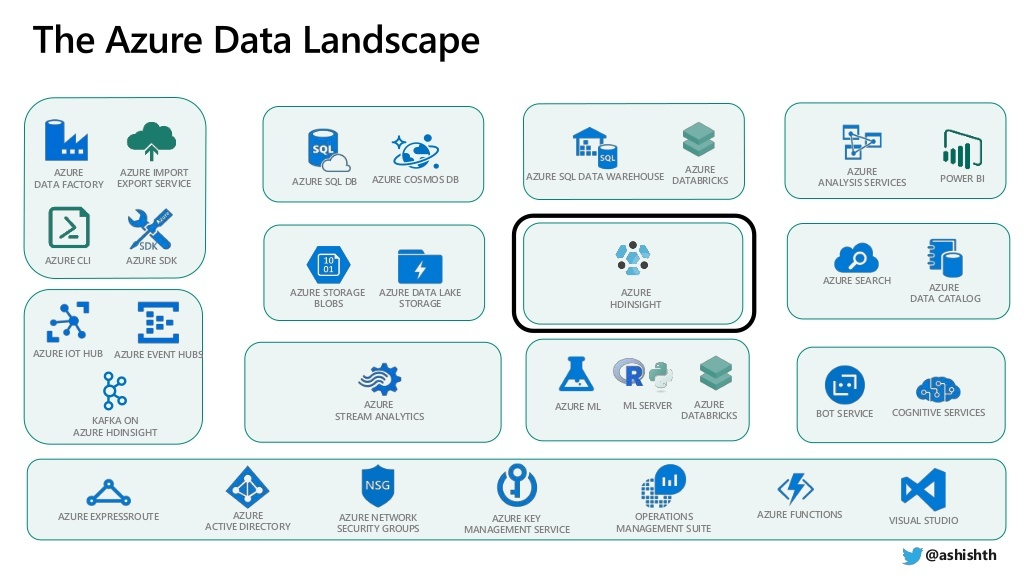 The Azure Data Landscape
AZURE
DATA FACTORY
AZURE IMPORT
EXPORT SERVICE
AZURE CLI
SDK
Azure
AZURE SDK
SQL
AZURE SQL DB
AZURE COSMOS DB
SQL
AZURE SQL DATA WAREHOUSE
AZURE
DATABRICKS
AZURE
ANALYSIS SERVICES
POWER BI
10
01
AZURE STORAGE
BLOBS
AZURE DATA LAKE
STORAGE
AZURE
HDINSIGHT
AZURE SEARCH
AZURE
DATA CATALOG
AZURE IOT HUB
AZURE EVENT HUBS
KAFKA ON
AZURE HDINSIGHT
AZURE
STREAM ANALYTICS
AZURE ML
R
ML SERVER
AZURE
DATABRICKS
BOT SERVICE
COGNITIVE SERVICES
AZURE EXPRESSROUTE
AZURE
ACTIVE DIRECTORY
NSG
AZURE NETWORK
SECURITY GROUPS
AZURE KEY
MANAGEMENT SERVICE
OPERATIONS
MANAGEMENT SUITE
AZURE FUNCTIONS
VISUAL STUDIO
@ashishth